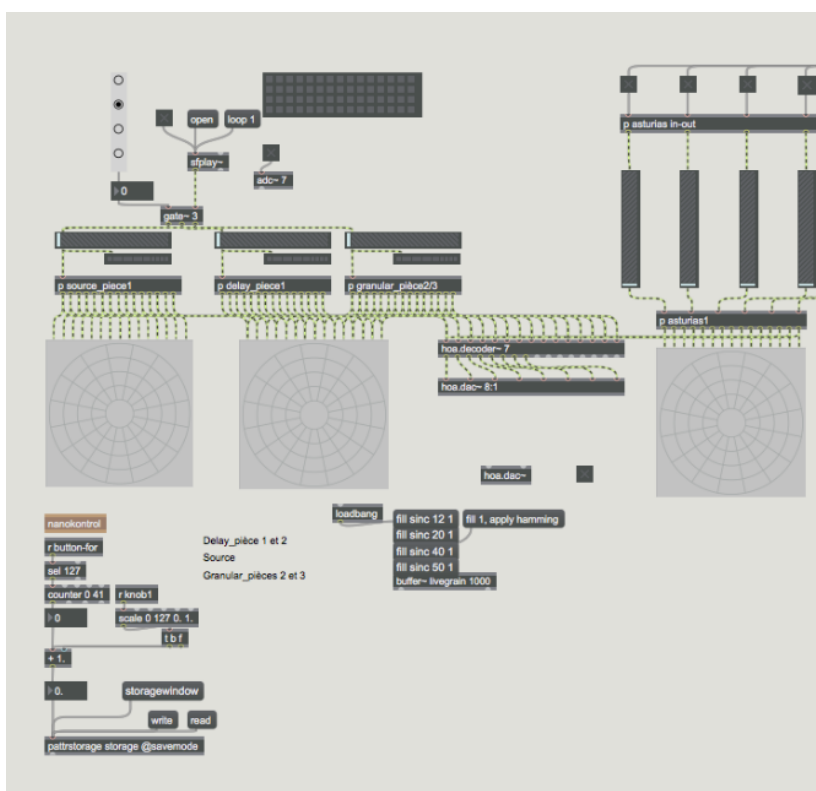 open
loop 1
sfplay~
adc~ 7
0
gate~ 3
p source_piece1
p delay_piece1
p granular_pièce2/3
p asturias in-out
p asturias1
hoa.decoder~ 7
hoa.dac~ 8:1
hoa.dac~
nanokontrol
r button-for
sel 127
counter 0 41
r knob1
0
scale 0 127 0. 1.
t b f
+ 1.
0.
storagewindow
write
read
pattrstorage storage @savemode
Delay_pièce 1 et 2
Source
Granular_pièces 2 et 3
loadbang
fill sinc 12 1
fill 1, apply hamming
fill sinc 20 1
fill sinc 40 1
fill sinc 50 1
buffer~ livegrain 1000